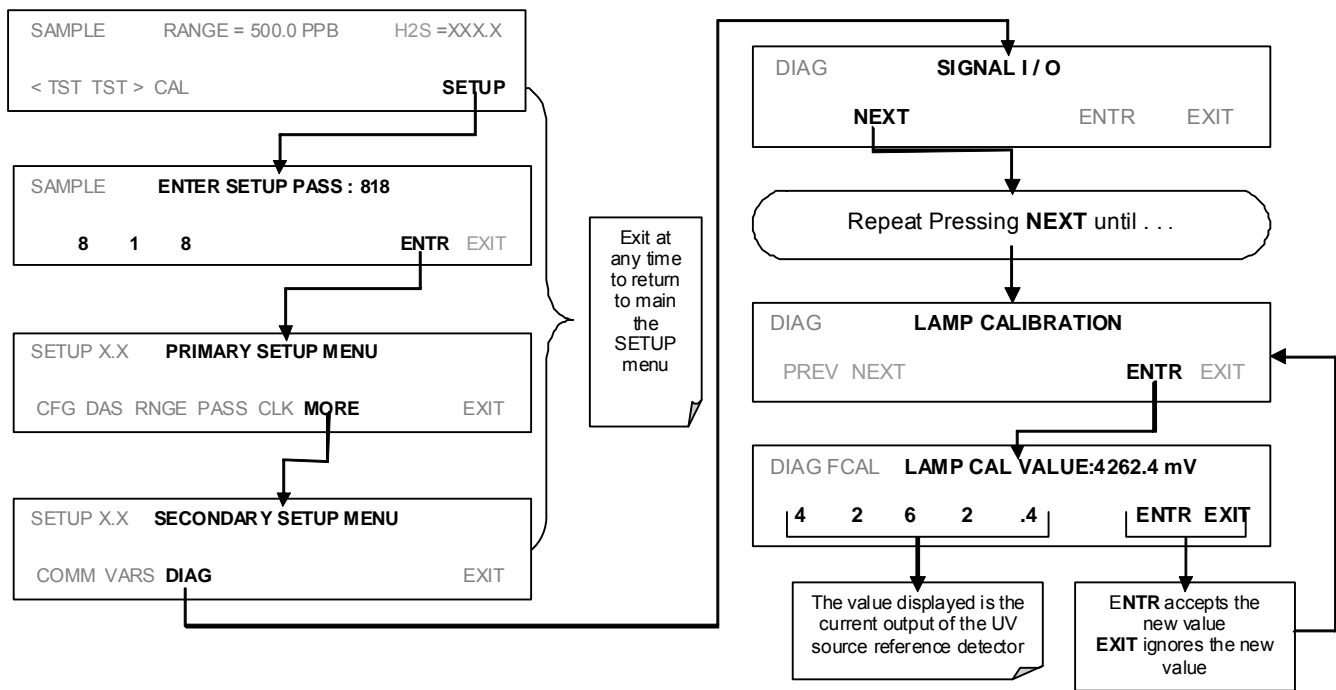 SAMPLE RANGE = 500.0 PPB H2S =XXX.X
< TST TST > CAL SETUP
SAMPLE ENTER SETUP PASS : 818
8 1 8 ENTR EXIT
SETUP X.X PRIMARY SETUP MENU
CFG DAS RNGE PASS CLK MORE EXIT
SETUP X.X SECONDARY SETUP MENU
COMM VARS DIAG EXIT
Exit at
any time
to return
to main
the
SETUP
menu
DIAG SIGNAL I / O
NEXT ENTR EXIT
Repeat Pressing NEXT until . . .
DIAG LAMP CALIBRATION
PREV NEXT ENTR EXIT
DIAG FCAL LAMP CAL VALUE:4262.4 mV
4 2 6 2 .4 ENTR EXIT
The value displayed is the
current output of the UV
source reference detector
ENTR accepts the
new value
EXIT ignores the new
value